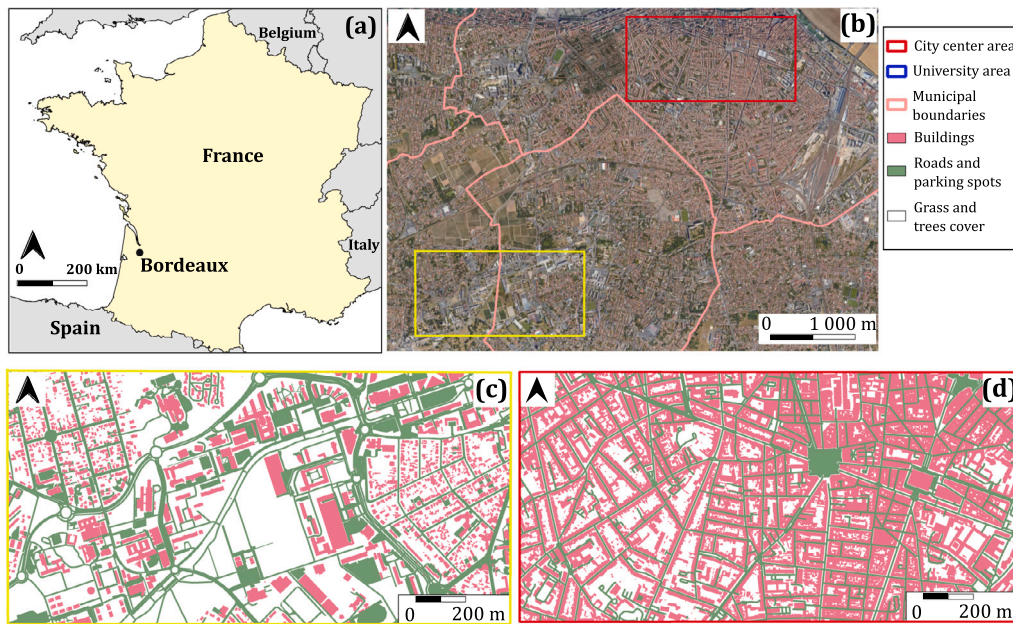 (a)
Belgium
France
Italy
Bordeaux
0 200 km
Spain
(b)
0 1 000 m
City center area
University area
Municipal
boundaries
Buildings
Roads and
parking spots
Grass and
trees cover
(c)
0 200 m
(d)
0 200 m